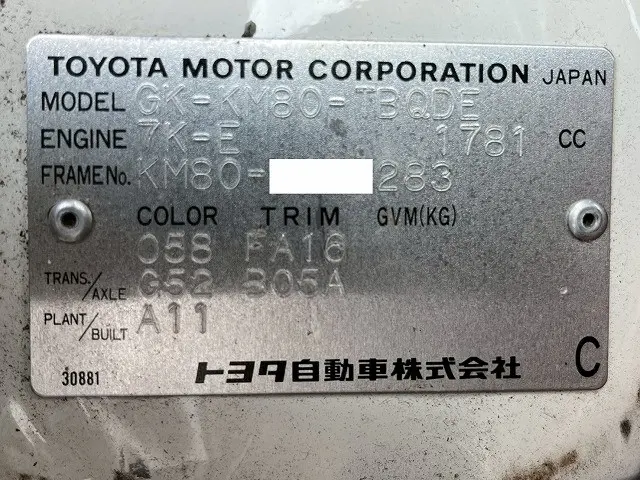 TOYOTA MOTOR CORPORATION JAPAN
MODEL GK-KM80-TBQDE
ENGINE 7K-E 1781 CC
FRAME No. KM80- 283
COLOR TRIM GVM(KG)
058 FA16
TRANS./AXLE G52 B05A
PLANT/BUILT A11
30881 トヨタ自動車株式会社 C